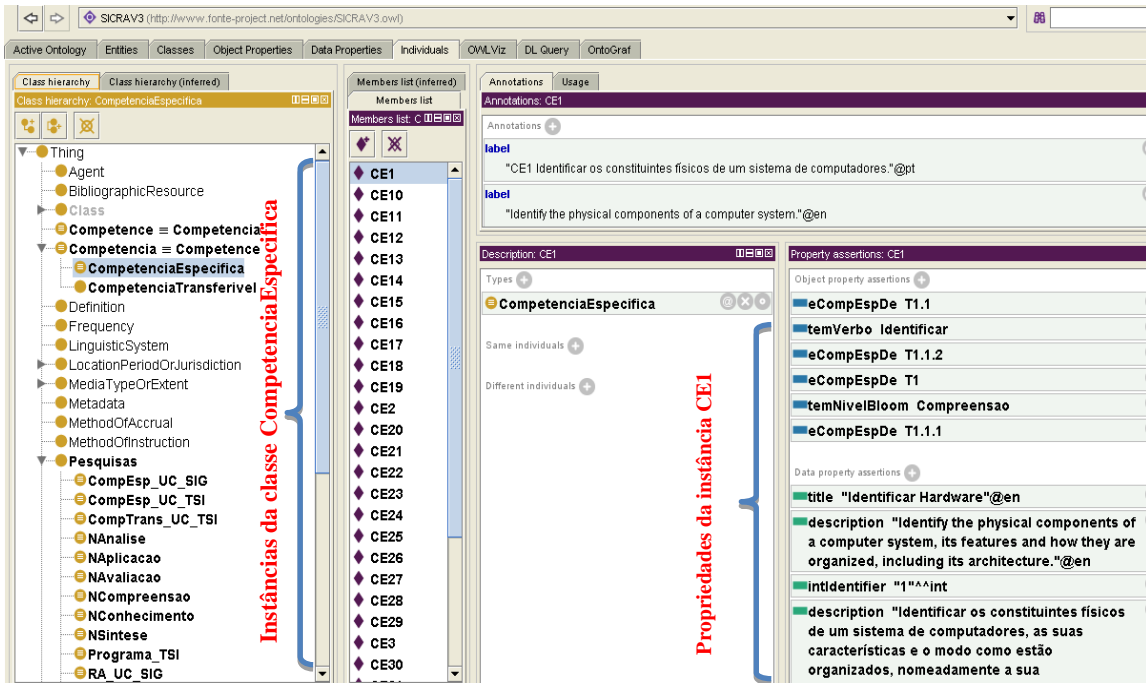 SICRAV3 (http://www.fonte-project.net/ontologies/SICRAV3.owl)
Active Ontology Entities Classes Object Properties Data Properties Individuals OWLViz DL Query OntoGraf
Class hierarchy Class hierarchy (inferred)
Class hierarchy: CompetenciaEspecifica
Thing
Agent
BibliographicResource
Class
Competence ≡ Competencia
Competencia ≡ Competence
CompetenciaEspecifica
CompetenciaTransferivel
Definition
Frequency
LinguisticSystem
LocationPeriodOrJurisdiction
MediaTypeOrExtent
Metadata
MethodOfAccrual
MethodOfInstruction
Pesquisas
CompEsp_UC_SIG
CompEsp_UC_TSI
CompTrans_UC_TSI
NAnalise
NAplicacao
NAvaliacao
NCompreensao
NConhecimento
NSintese
Programa_TSI
RA_UC_SIG
Instâncias da classe CompetenciaEspecifica
Members list (inferred)
Members list
Members list: C
CE1
CE10
CE11
CE12
CE13
CE14
CE15
CE16
CE17
CE18
CE19
CE2
CE20
CE21
CE22
CE23
CE24
CE25
CE26
CE27
CE28
CE29
CE3
CE30
Annotations Usage
Annotations: CE1
Annotations
label
"CE1 Identificar os constituintes físicos de um sistema de computadores."@pt
label
"Identify the physical components of a computer system."@en
Description: CE1
Types
CompetenciaEspecifica
Same individuals
Different individuals
Propriedades da instância CE1
Property assertions: CE1
Object property assertions
eCompEspDe T1.1
temVerbo Identificar
eCompEspDe T1.1.2
eCompEspDe T1
temNivelBloom Compreensao
eCompEspDe T1.1.1
Data property assertions
title "Identificar Hardware"@en
description "Identify the physical components of
a computer system, its features and how they are
organized, including its architecture."@en
intIdentifier "1"^^int
description "Identificar os constituintes físicos
de um sistema de computadores, as suas
características e o modo como estão
organizados, nomeadamente a sua